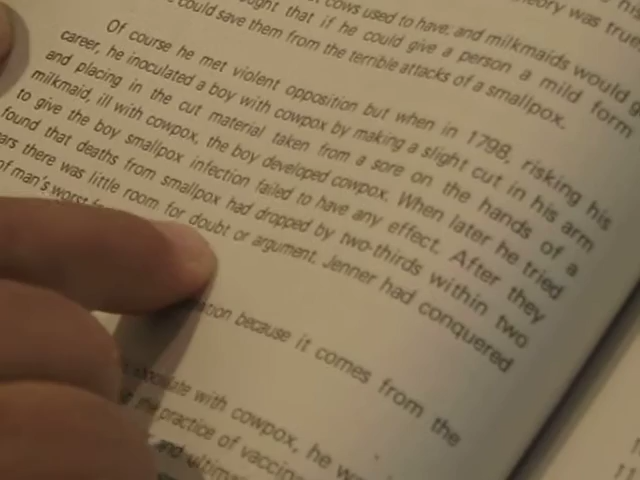 cows used to have, and milkmaids would
that if he could give a person a mild form
could save them from the terrible attacks of a smallpox.
Of course he met violent opposition but when in 1798, risking his
career, he inoculated a boy with cowpox by making a slight cut in his arm
and placing in the cut material taken from a sore on the hands of a
milkmaid, ill with cowpox, the boy developed cowpox. When later he tried
to give the boy smallpox infection failed to have any effect. After they
found that deaths from smallpox had dropped by two-thirds within two
there was little room for doubt or argument. Jenner had conquered
of man's worst
because it comes from the
with cowpox, he
practice of
and
11